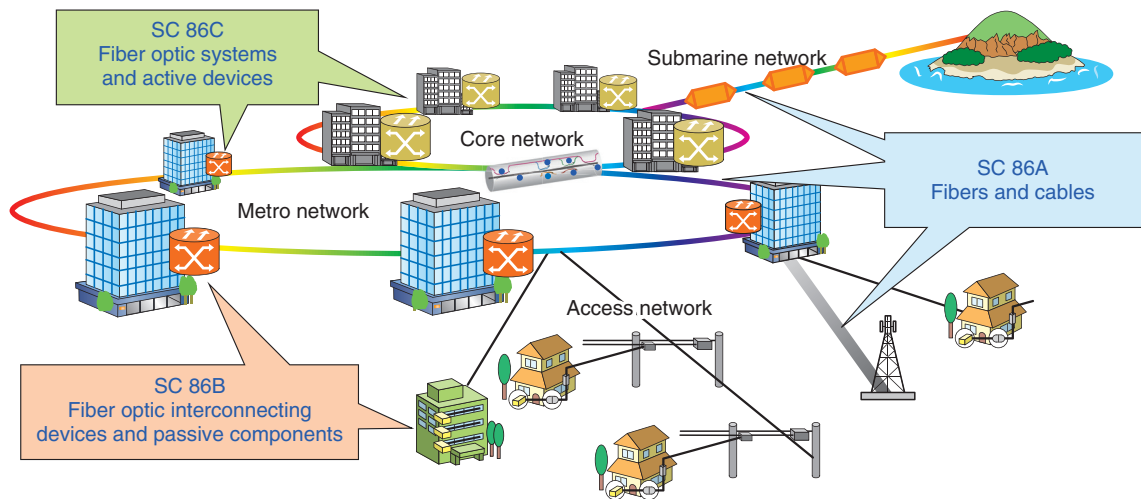 SC 86C
Fiber optic systems
and active devices
Submarine network
Core network
SC 86A
Fibers and cables
Metro network
Access network
SC 86B
Fiber optic interconnecting
devices and passive components